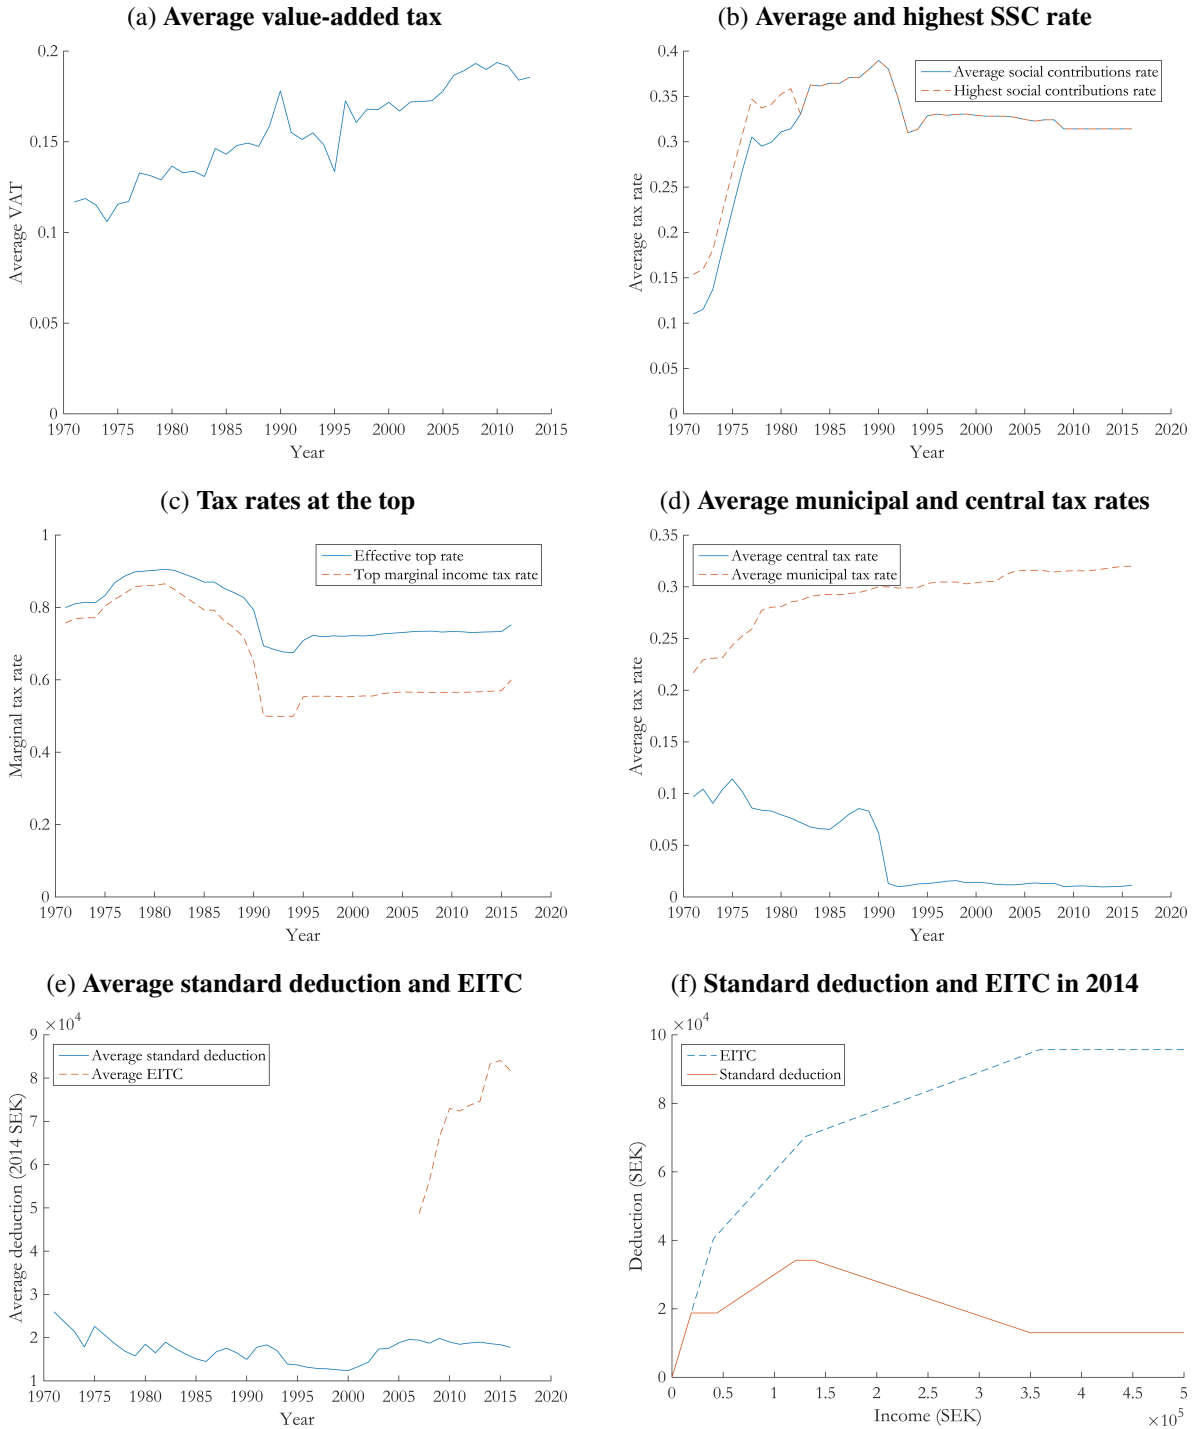 (a) Average value-added tax
0.2
0.15
0.1
0.05
0
Average VAT
1970 1975 1980 1985 1990 1995 2000 2005 2010 2015
Year
(b) Average and highest SSC rate
0.4
0.35
0.3
0.25
0.2
0.15
0.1
0.05
0
Average tax rate
Average social contributions rate
Highest social contributions rate
1970 1975 1980 1985 1990 1995 2000 2005 2010 2015 2020
Year
(c) Tax rates at the top
1
0.8
0.6
0.4
0.2
0
Marginal tax rate
Effective top rate
Top marginal income tax rate
1970 1975 1980 1985 1990 1995 2000 2005 2010 2015 2020
Year
(d) Average municipal and central tax rates
0.35
0.3
0.25
0.2
0.15
0.1
0.05
0
Average tax rate
Average central tax rate
Average municipal tax rate
1970 1975 1980 1985 1990 1995 2000 2005 2010 2015 2020
Year
(e) Average standard deduction and EITC
×10⁴
9
8
7
6
5
4
3
2
1
Average deduction (2014 SEK)
Average standard deduction
Average EITC
1970 1975 1980 1985 1990 1995 2000 2005 2010 2015 2020
Year
(f) Standard deduction and EITC in 2014
×10⁴
10
8
6
4
2
0
Deduction (SEK)
EITC
Standard deduction
0 0.5 1 1.5 2 2.5 3 3.5 4 4.5 5
Income (SEK)
×10⁵